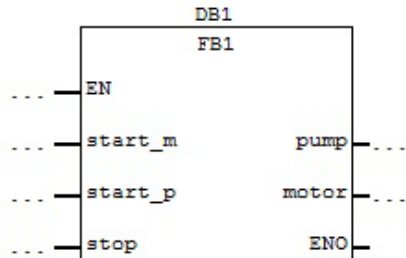 DB1
FB1
... EN
... start_m pump ...
... start_p motor ...
... stop ENO